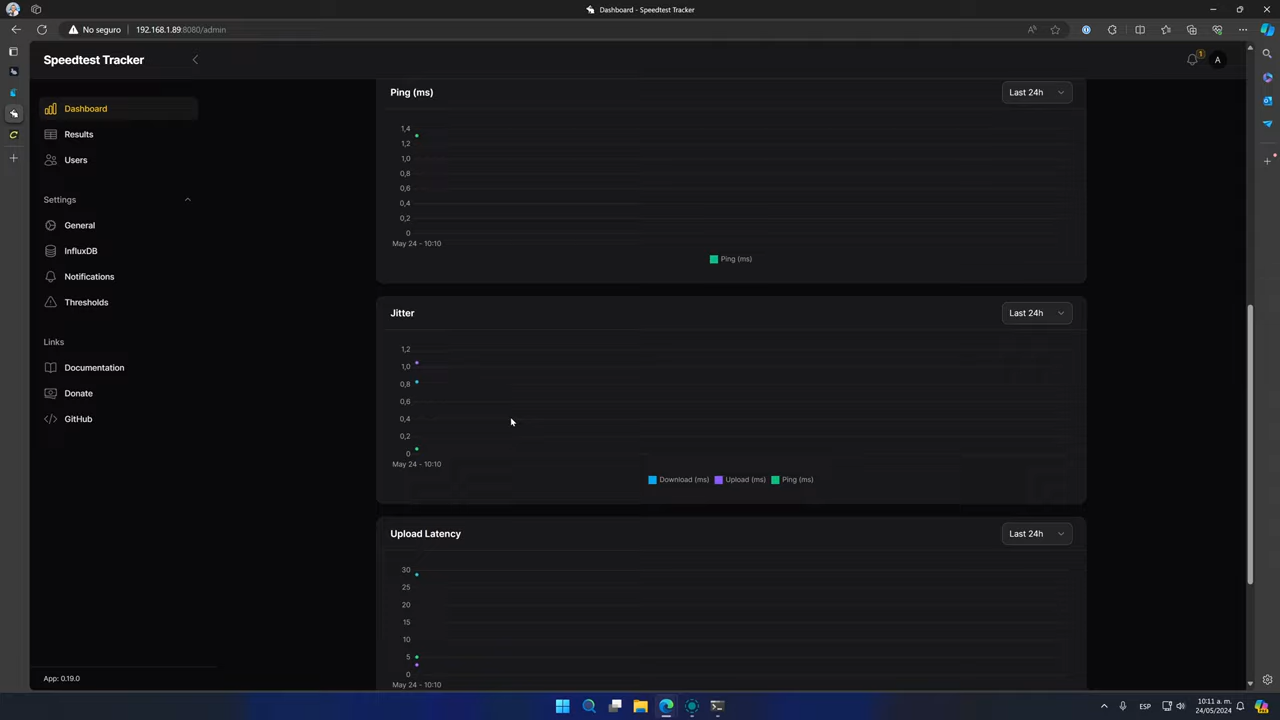 Dashboard - Speedtest Tracker
No seguro
192.168.1.89:8080/admin
Speedtest Tracker
1
A
Dashboard
Results
Users
Settings
General
InfluxDB
Notifications
Thresholds
Links
Documentation
Donate
GitHub
App: 0.19.0
Ping (ms)
Last 24h
1,4
1,2
1,0
0,8
0,6
0,4
0,2
0
May 24 - 10:10
Ping (ms)
Jitter
Last 24h
1,2
1,0
0,8
0,6
0,4
0,2
0
May 24 - 10:10
Download (ms) Upload (ms) Ping (ms)
Upload Latency
Last 24h
30
25
20
15
10
5
0
May 24 - 10:10
ESP
10:11 a. m.
24/05/2024